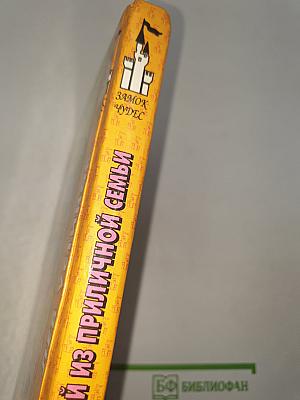 ЗАМОК
ЧУДЕС
Й ИЗ ПРИЛИЧНОЙ СЕМЬИ
БФ БИБЛИОФАН